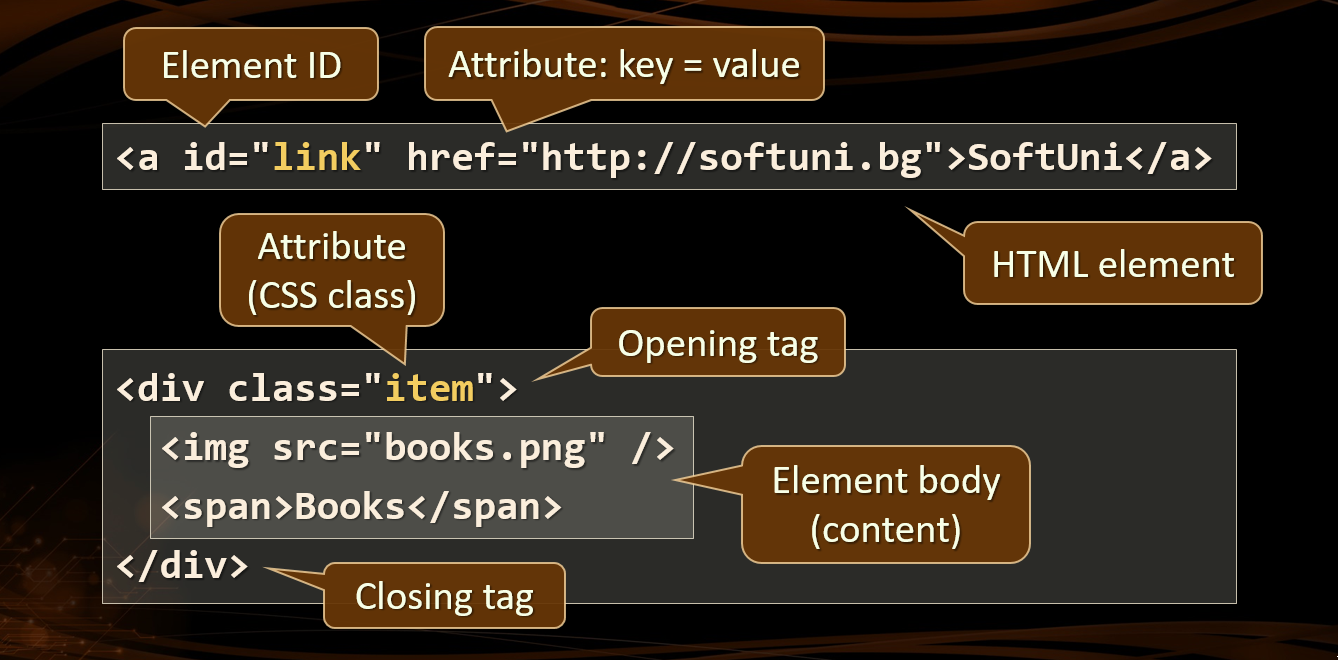 Element ID
Attribute: key = value
<a id="link" href="http://softuni.bg">SoftUni</a>
HTML element
Attribute
(CSS class)
Opening tag
<div class="item">
<img src="books.png" />
<span>Books</span>
Element body
(content)
</div>
Closing tag